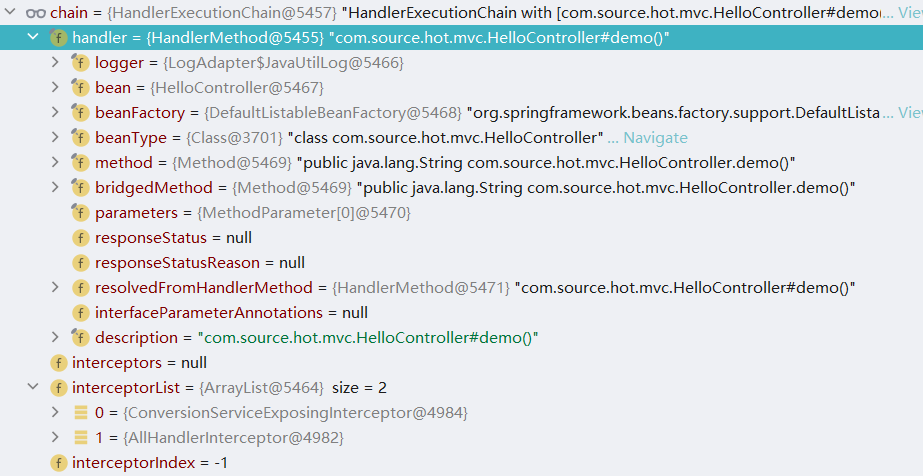 chain = {HandlerExecutionChain@5457} "HandlerExecutionChain with [com.source.hot.mvc.HelloController#demo(... View
f handler = {HandlerMethod@5455} "com.source.hot.mvc.HelloController#demo()"
f logger = {LogAdapter$JavaUtilLog@5466}
f bean = {HelloController@5467}
f beanFactory = {DefaultListableBeanFactory@5468} "org.springframework.beans.factory.support.DefaultLista... View
f beanType = {Class@3701} "class com.source.hot.mvc.HelloController" ... Navigate
f method = {Method@5469} "public java.lang.String com.source.hot.mvc.HelloController.demo()"
f bridgedMethod = {Method@5469} "public java.lang.String com.source.hot.mvc.HelloController.demo()"
f parameters = {MethodParameter[0]@5470}
f responseStatus = null
f responseStatusReason = null
f resolvedFromHandlerMethod = {HandlerMethod@5471} "com.source.hot.mvc.HelloController#demo()"
f interfaceParameterAnnotations = null
f description = "com.source.hot.mvc.HelloController#demo()"
f interceptors = null
f interceptorList = {ArrayList@5464} size = 2
0 = {ConversionServiceExposingInterceptor@4984}
1 = {AllHandlerInterceptor@4982}
f interceptorIndex = -1